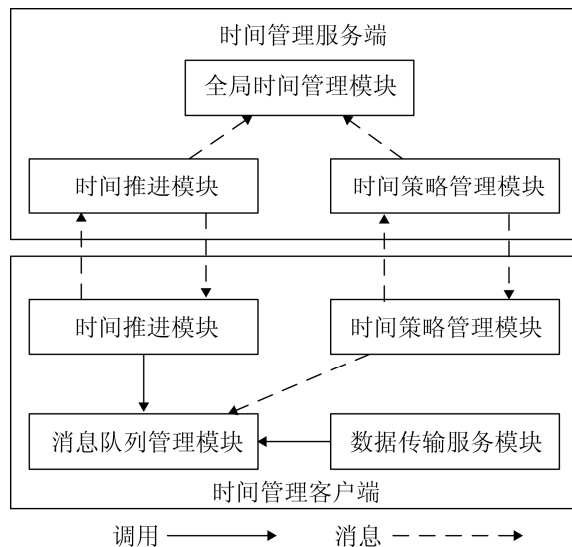 时间管理服务端
全局时间管理模块
时间推进模块
时间策略管理模块
时间推进模块
时间策略管理模块
消息队列管理模块
数据传输服务模块
时间管理客户端
调用
消息